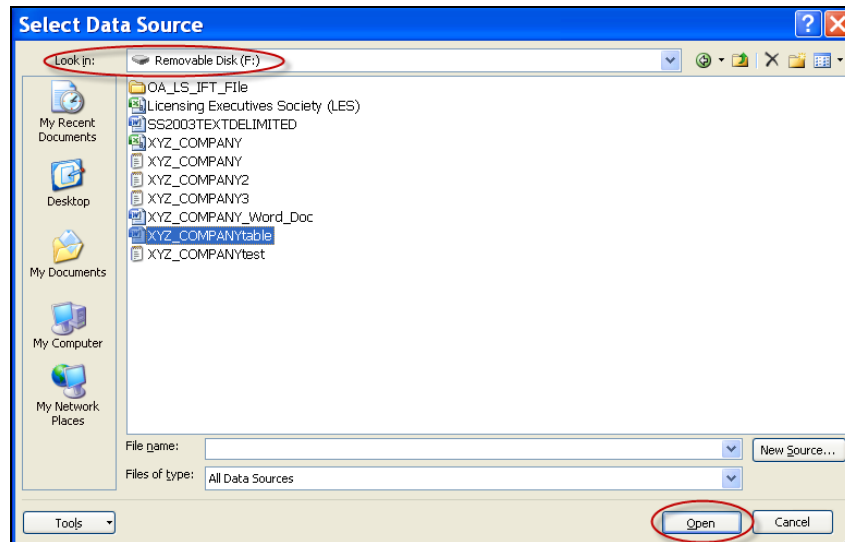 Select Data Source
Look in:
Removable Disk (F:)
My Recent
Documents
Desktop
My Documents
My Computer
My Network
Places
OA_LS_IFT_FIle
Licensing Executives Society (LES)
SS2003TEXTDELIMITED
XYZ_COMPANY
XYZ_COMPANY
XYZ_COMPANY2
XYZ_COMPANY3
XYZ_COMPANY_Word_Doc
XYZ_COMPANYtable
XYZ_COMPANYtest
File name:
New Source...
Files of type:
All Data Sources
Tools
Open
Cancel